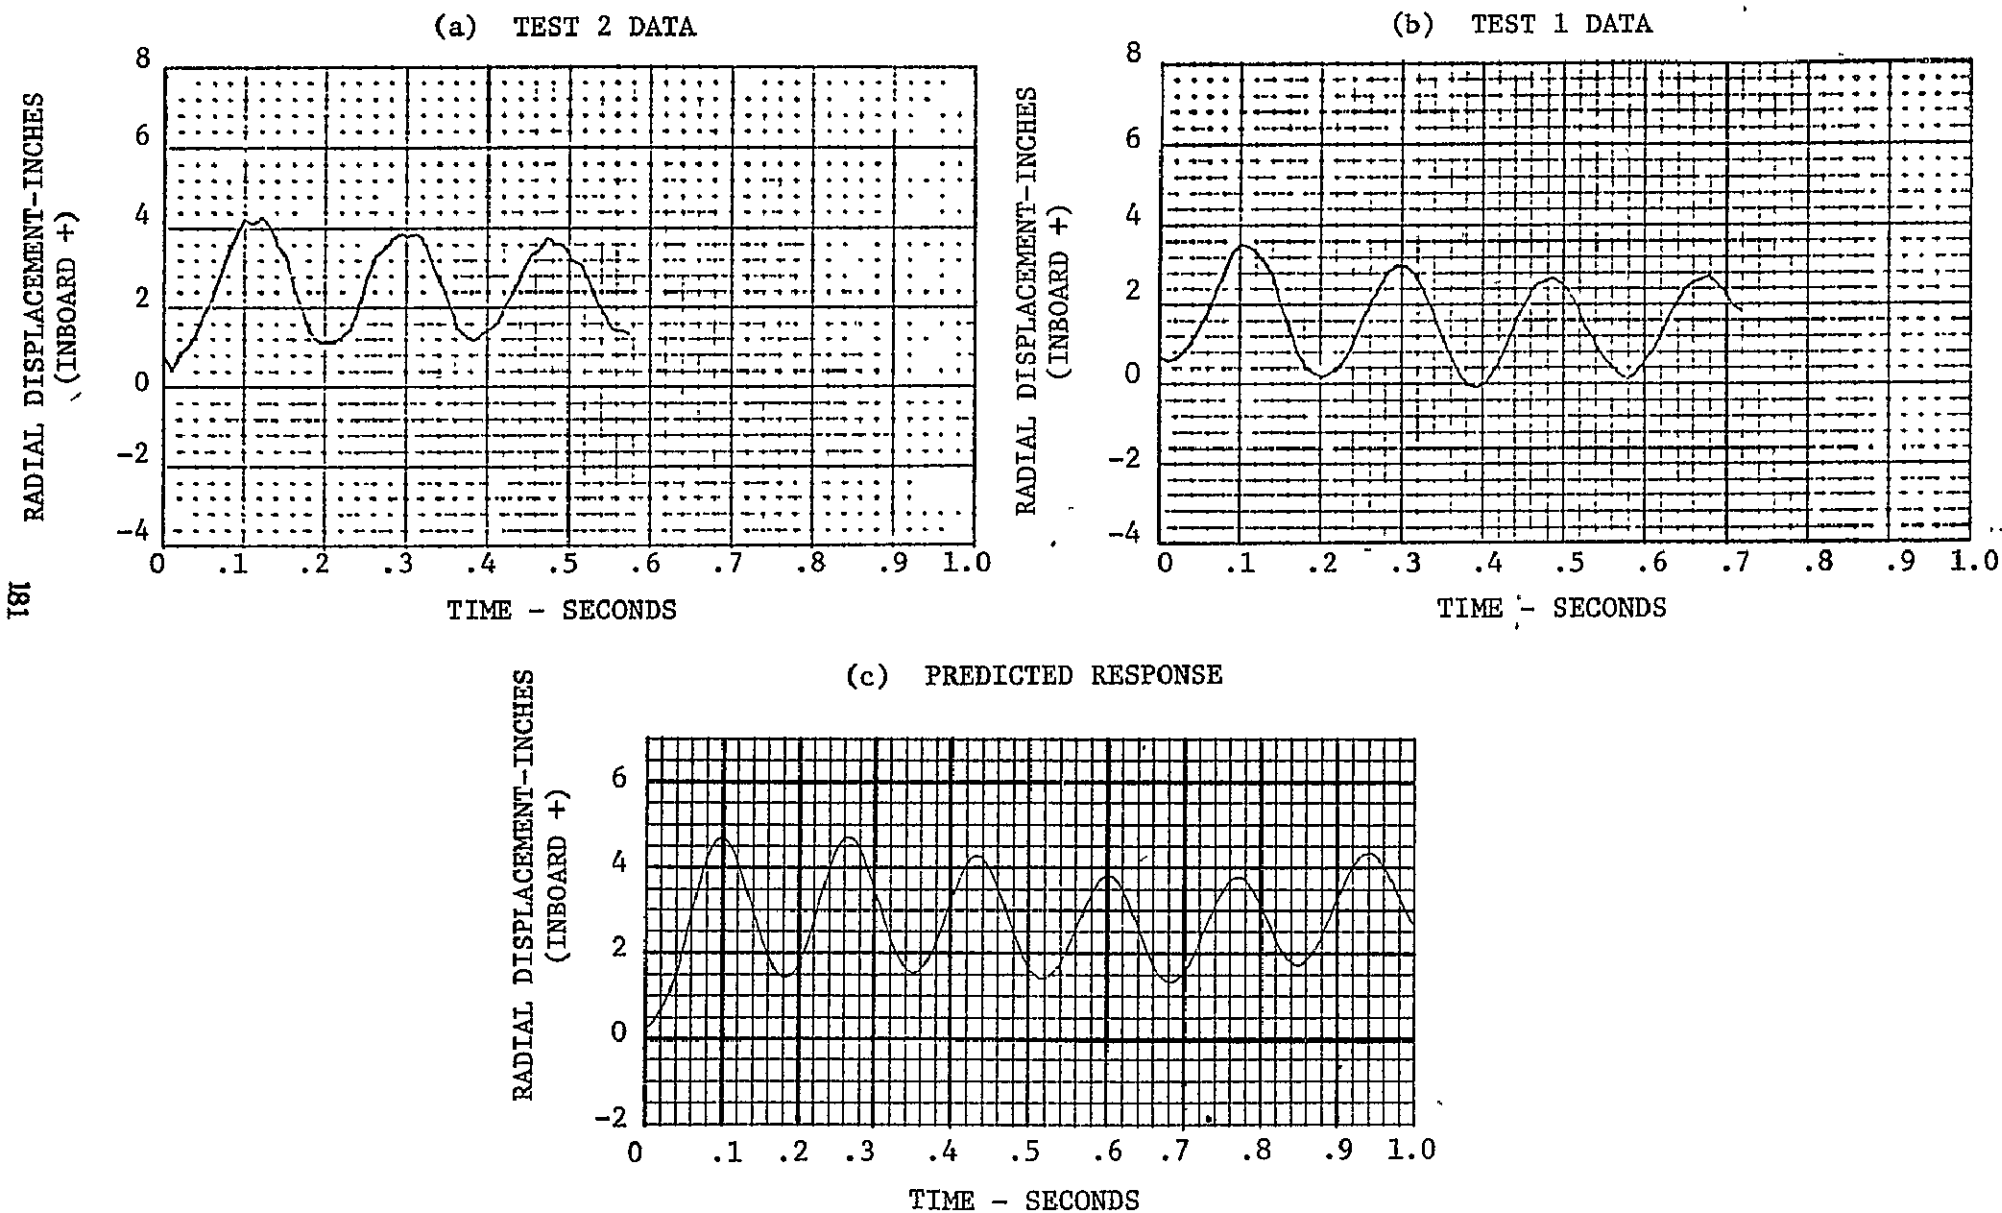 (a) TEST 2 DATA
RADIAL DISPLACEMENT-INCHES
(INBOARD +)
8
6
4
2
0
-2
-4
0 .1 .2 .3 .4 .5 .6 .7 .8 .9 1.0
TIME - SECONDS
(b) TEST 1 DATA
RADIAL DISPLACEMENT-INCHES
(INBOARD +)
8
6
4
2
0
-2
-4
0 .1 .2 .3 .4 .5 .6 .7 .8 .9 1.0
TIME - SECONDS
(c) PREDICTED RESPONSE
RADIAL DISPLACEMENT-INCHES
(INBOARD +)
6
4
2
0
-2
0 .1 .2 .3 .4 .5 .6 .7 .8 .9 1.0
TIME - SECONDS
181